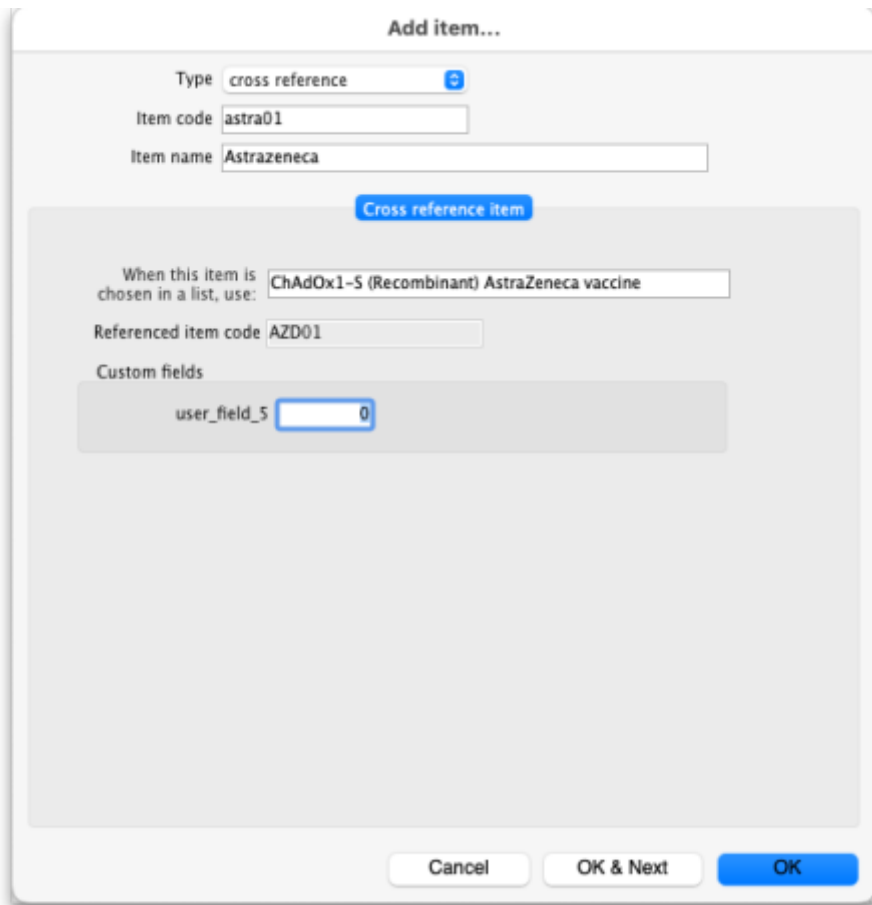 Add item...
Type cross reference
Item code astra01
Item name Astrazeneca
Cross reference item
When this item is
chosen in a list, use: ChAdOx1-S (Recombinant) AstraZeneca vaccine
Referenced item code AZD01
Custom fields
user_field_5 0
Cancel OK & Next OK